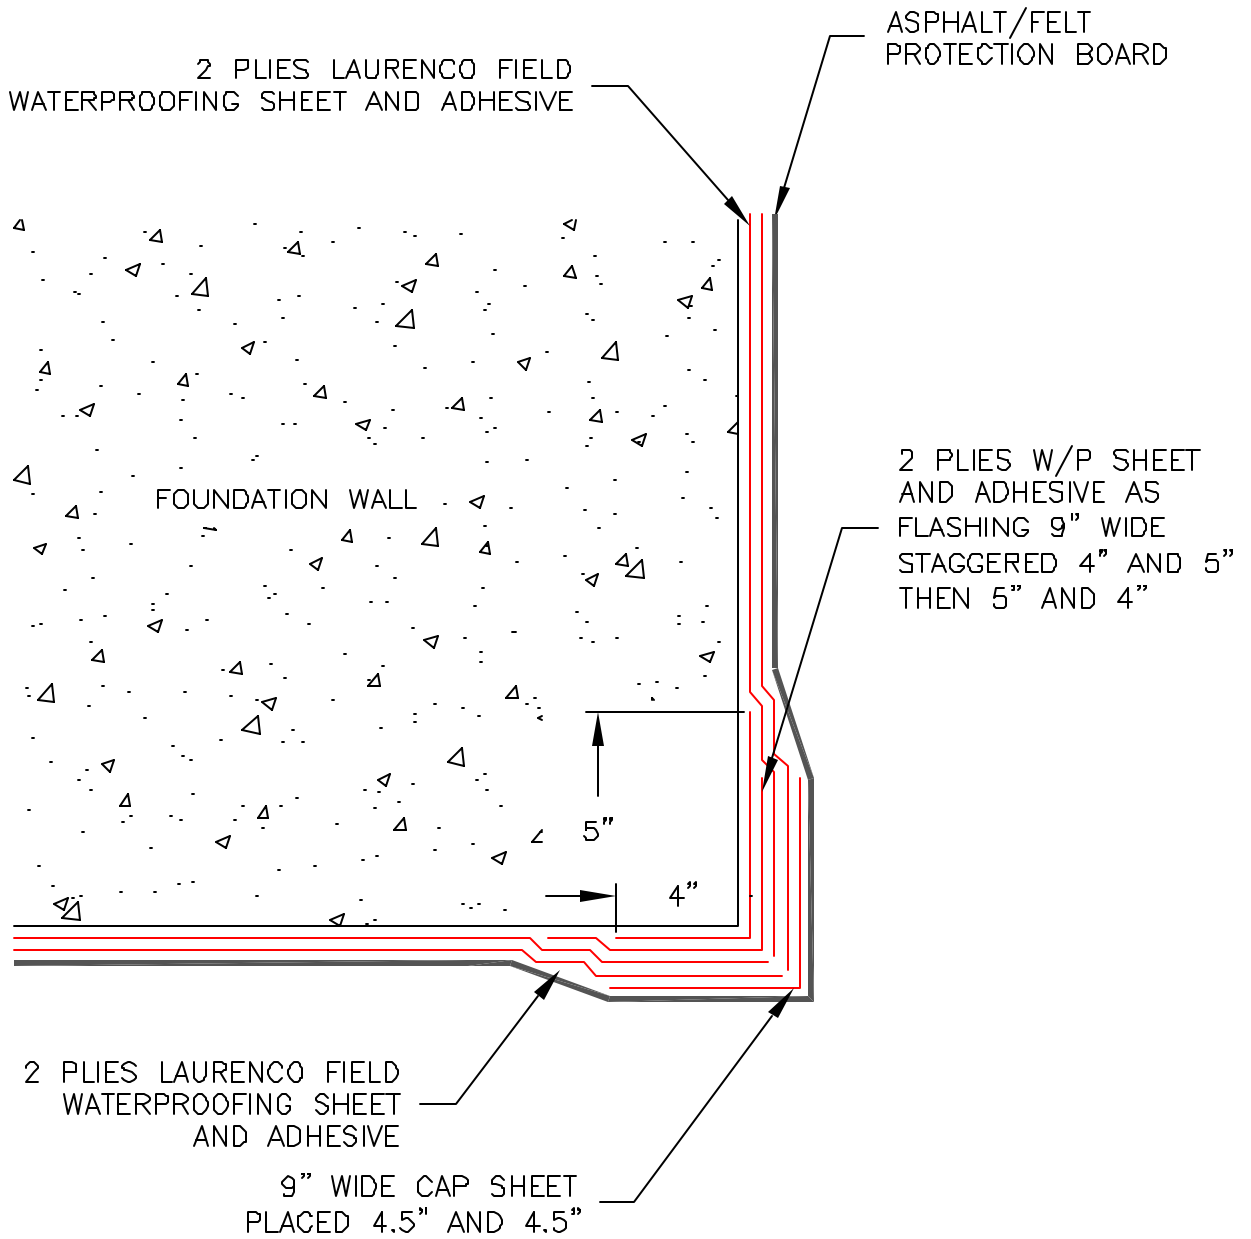 ASPHALT/FELT
PROTECTION BOARD
2 PLIES LAURENCO FIELD
WATERPROOFING SHEET AND ADHESIVE
2 PLIES W/P SHEET
AND ADHESIVE AS
FLASHING 9" WIDE
STAGGERED 4" AND 5"
THEN 5" AND 4"
FOUNDATION WALL
5"
4"
2 PLIES LAURENCO FIELD
WATERPROOFING SHEET
AND ADHESIVE
9" WIDE CAP SHEET
PLACED 4.5" AND 4.5"